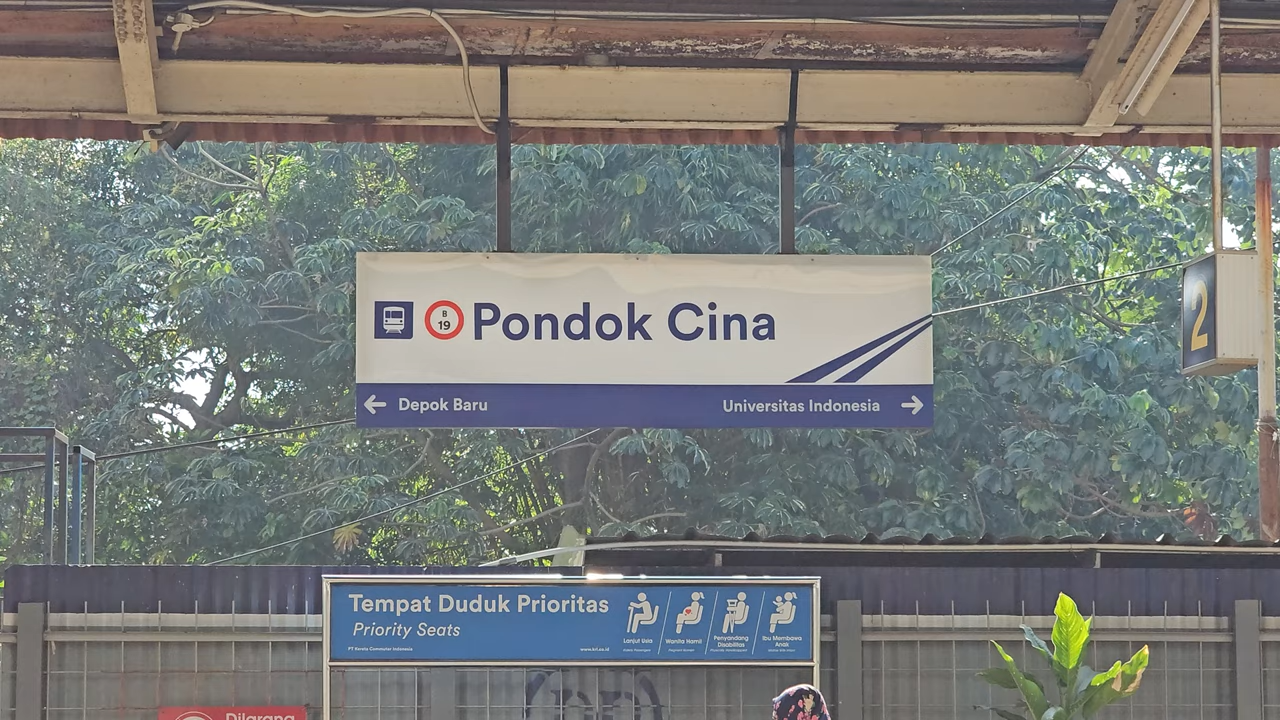 B
19
Pondok Cina
2
← Depok Baru
Universitas Indonesia →
Tempat Duduk Prioritas
Priority Seats
PT Kereta Commuter Indonesia
www.krl.co.id
Lanjut Usia
Wanita Hamil
Penyandang
Disabilitas
Ibu Membawa
Anak
Dilarang